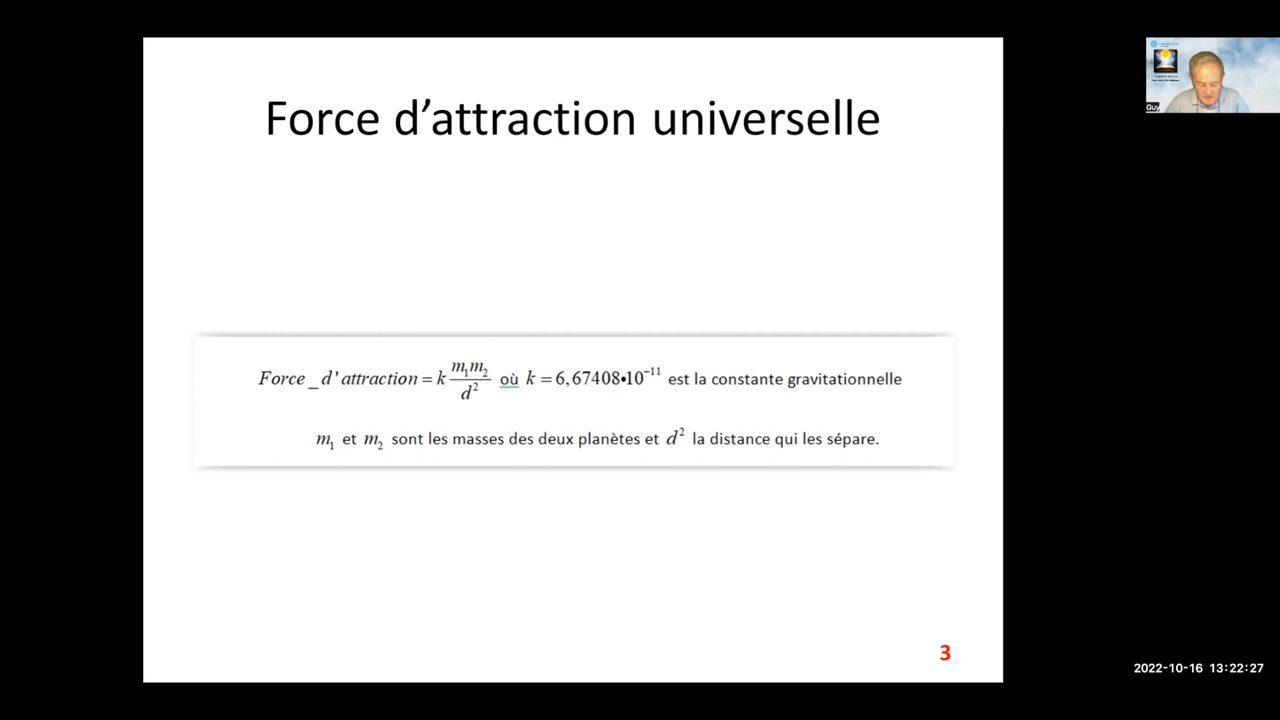 Force d’attraction universelle
Force_d'attraction = k m₁m₂/d² où k = 6,67408•10⁻¹¹ est la constante gravitationnelle
m₁ et m₂ sont les masses des deux planètes et d² la distance qui les sépare.
3
Guy
2022-10-16 13:22:27